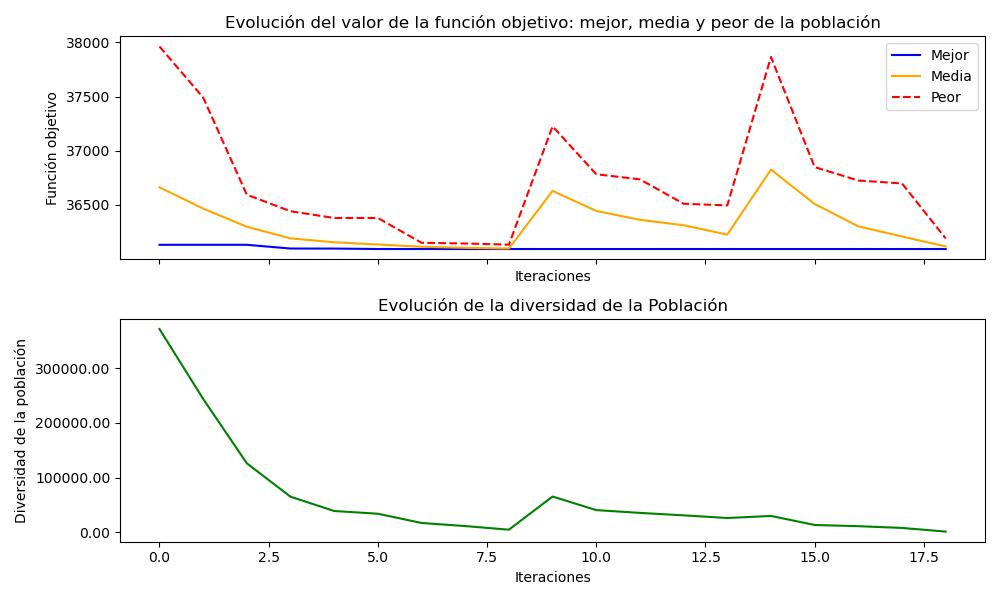 Evolución del valor de la función objetivo: mejor, media y peor de la población
Función objetivo
38000
37500
37000
36500
Mejor
Media
Peor
Iteraciones
Evolución de la diversidad de la Población
Diversidad de la población
300000.00
200000.00
100000.00
0.00
0.0 2.5 5.0 7.5 10.0 12.5 15.0 17.5
Iteraciones